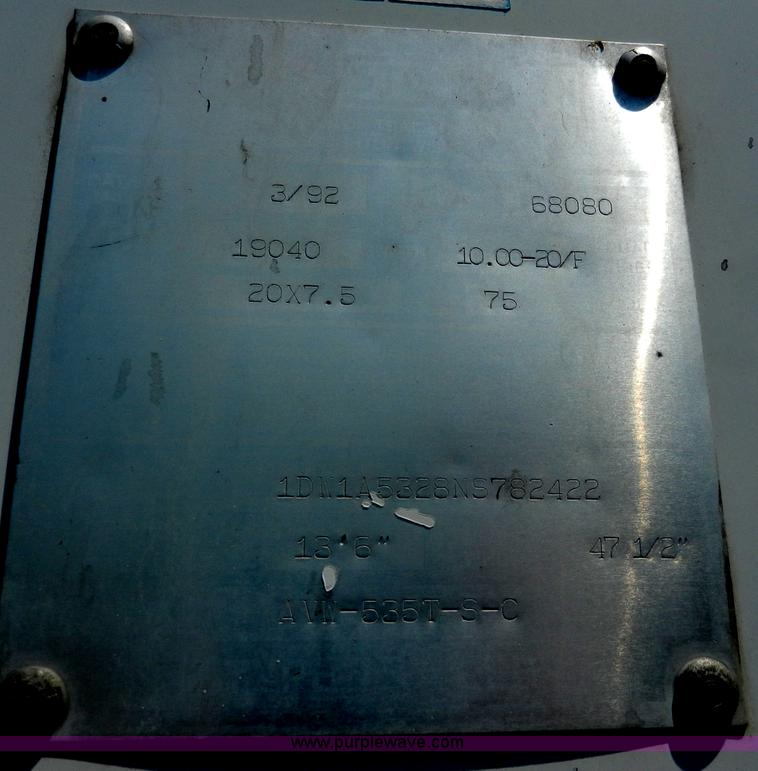 3/92 68080
19040 10.00-20/F
20X7.5 75
1DM1A5328NS782422
13'6" 47 1/2"
AVW-535T-S-C
www.purplewave.com